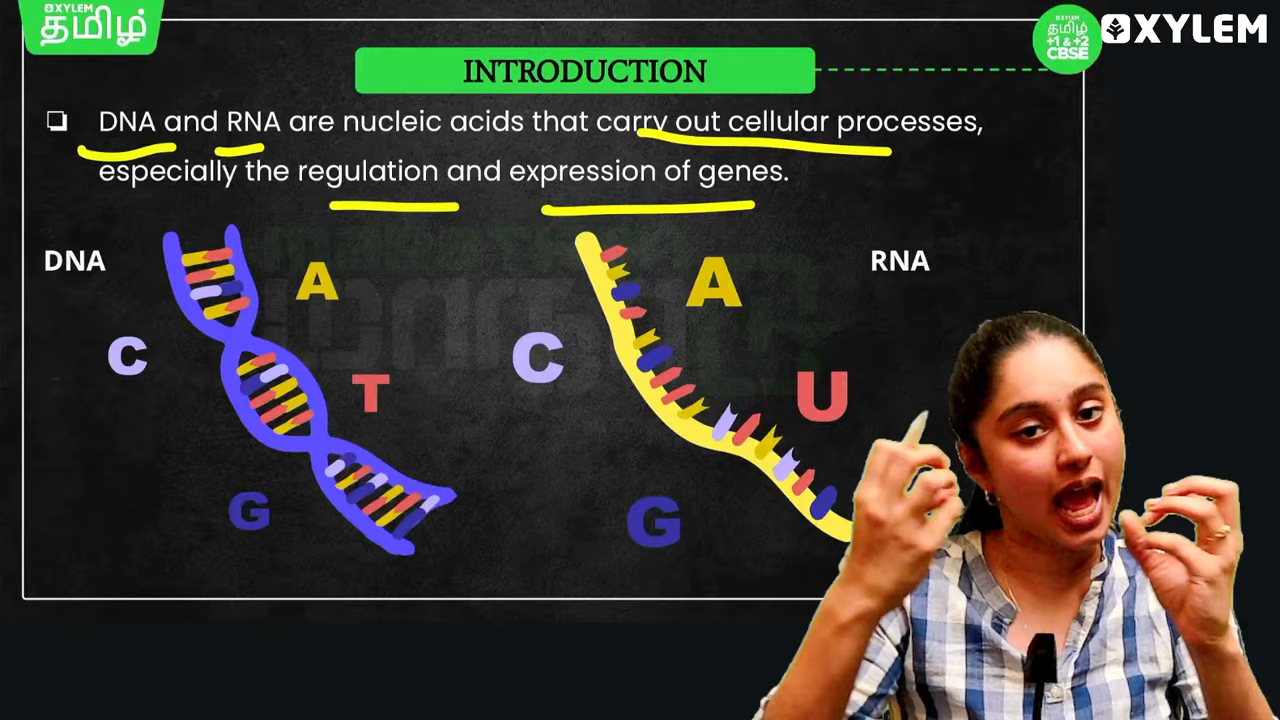 XYLEM
தமிழ்
XYLEM
தமிழ்
+1 & +2
CBSE
XYLEM
INTRODUCTION
DNA and RNA are nucleic acids that carry out cellular processes,
especially the regulation and expression of genes.
DNA
A
C
T
G
A
RNA
C
U
G